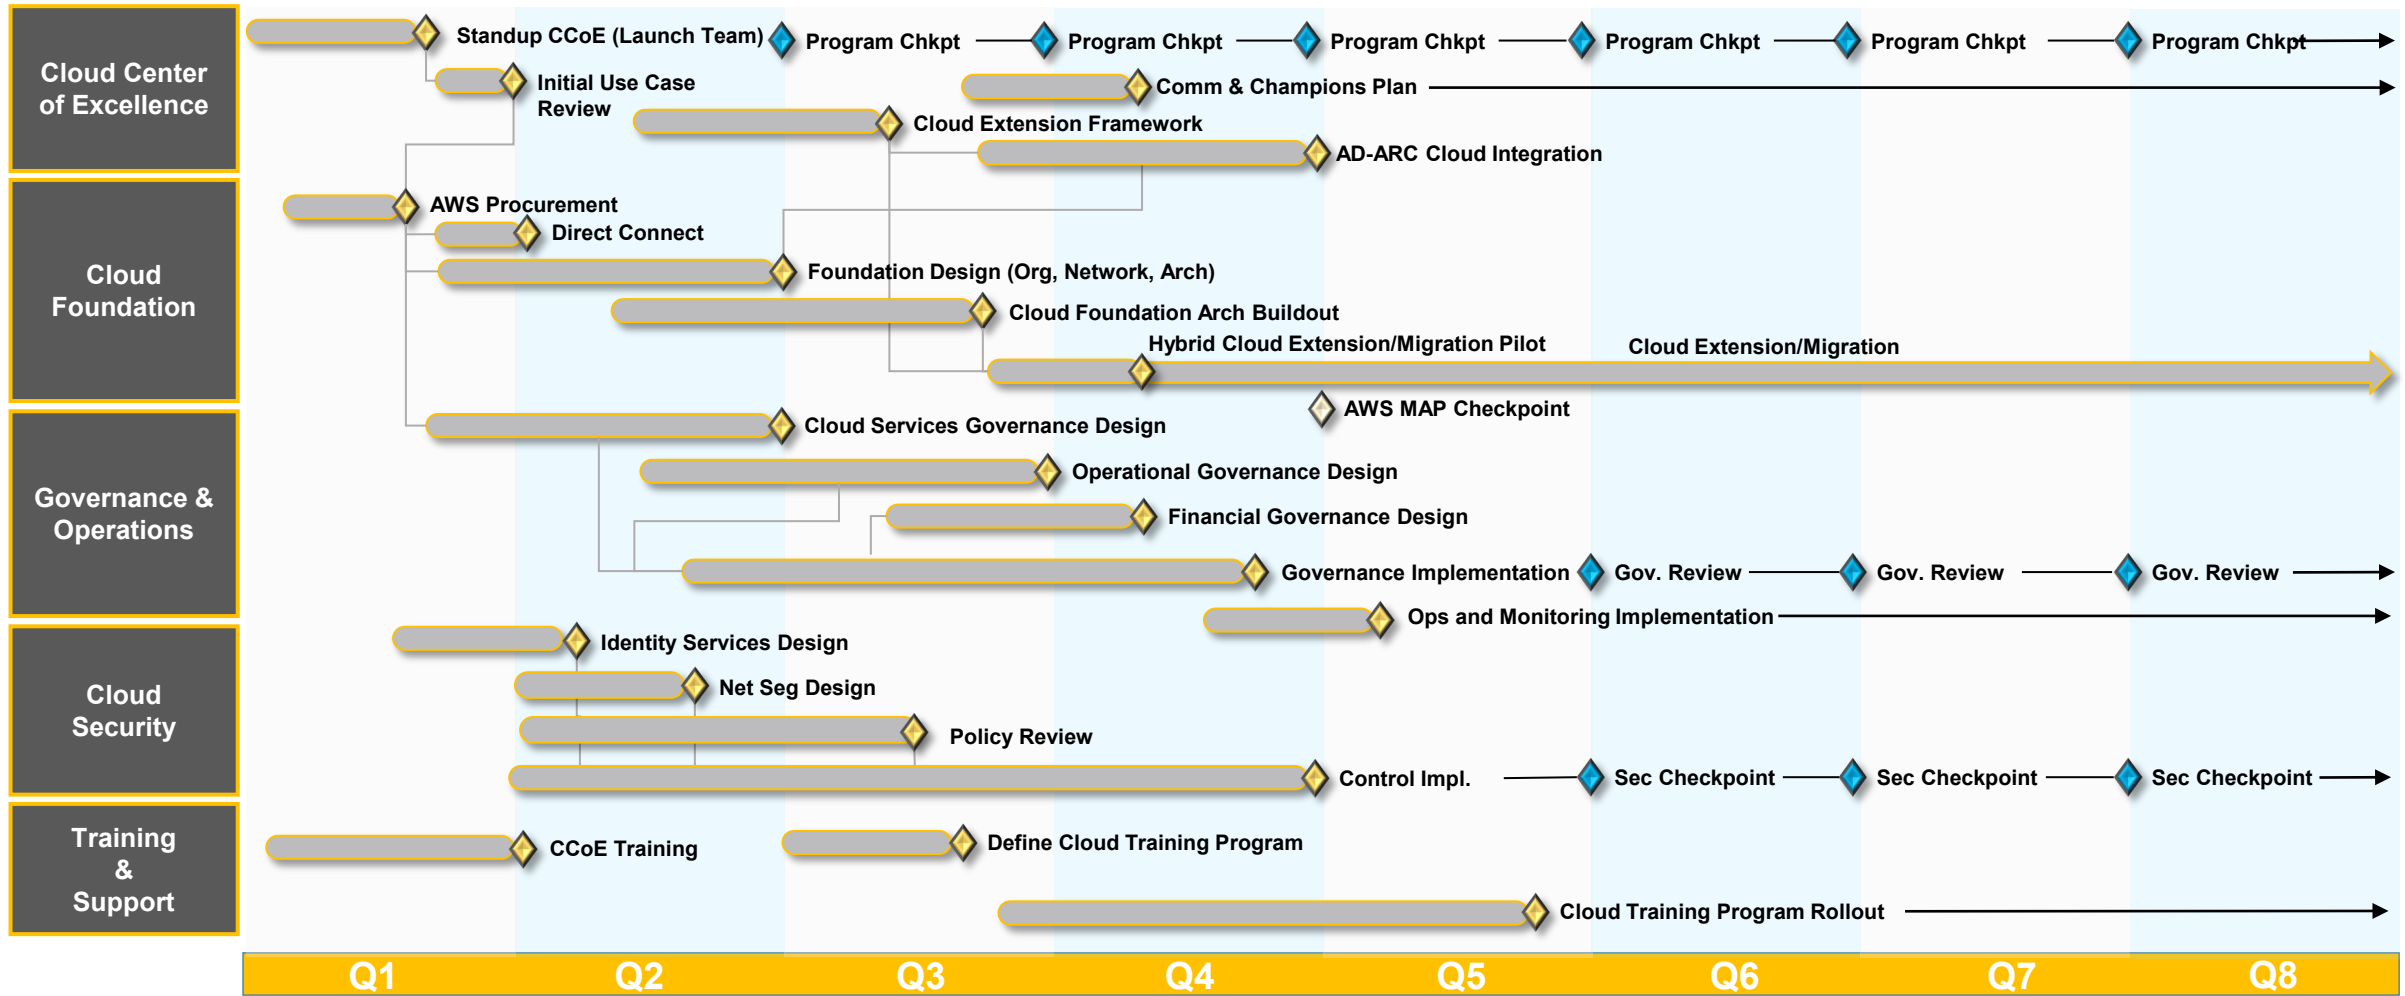 Cloud Center
of Excellence
Standup CCoE (Launch Team)
Program Chkpt
Program Chkpt
Program Chkpt
Program Chkpt
Program Chkpt
Program Chkpt
Initial Use Case
Review
Comm & Champions Plan
Cloud Extension Framework
AD-ARC Cloud Integration
Cloud
Foundation
AWS Procurement
Direct Connect
Foundation Design (Org, Network, Arch)
Cloud Foundation Arch Buildout
Hybrid Cloud Extension/Migration Pilot
Cloud Extension/Migration
AWS MAP Checkpoint
Governance &
Operations
Cloud Services Governance Design
Operational Governance Design
Financial Governance Design
Governance Implementation
Gov. Review
Gov. Review
Gov. Review
Ops and Monitoring Implementation
Cloud
Security
Identity Services Design
Net Seg Design
Policy Review
Control Impl.
Sec Checkpoint
Sec Checkpoint
Sec Checkpoint
Training
&
Support
CCoE Training
Define Cloud Training Program
Cloud Training Program Rollout
Q1
Q2
Q3
Q4
Q5
Q6
Q7
Q8